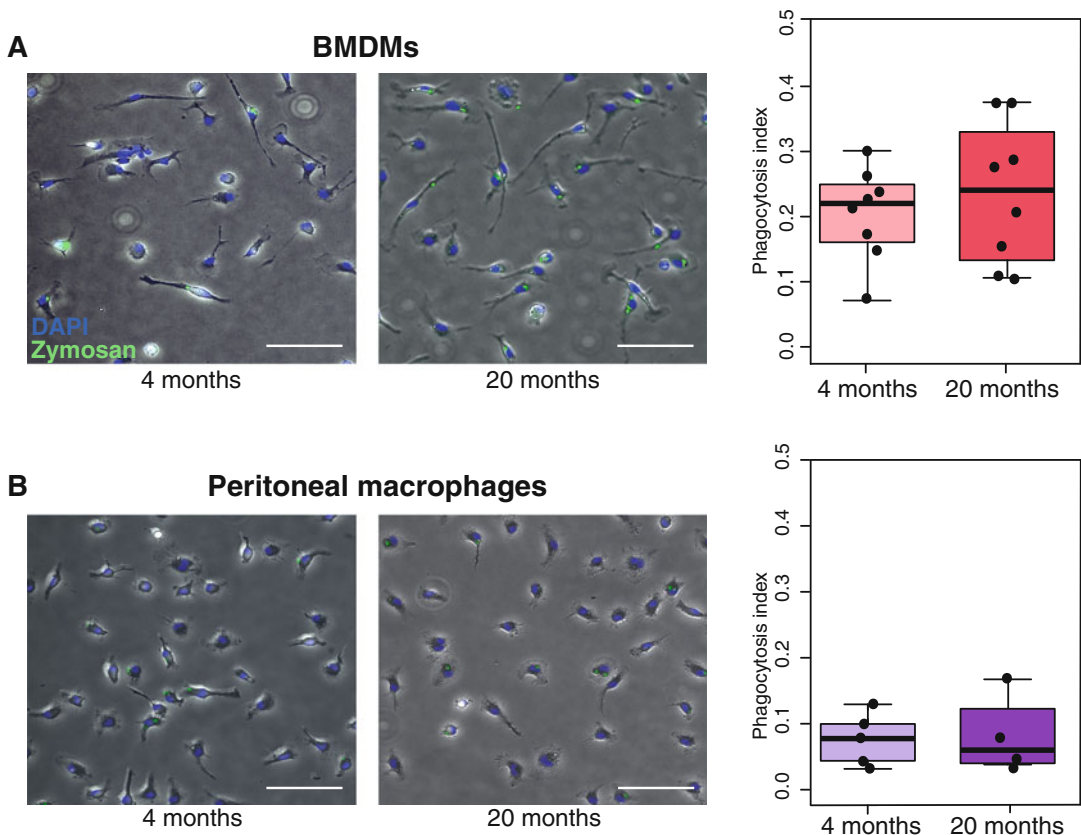 A
BMDMs
DAPI
Zymosan
4 months
20 months
Phagocytosis index
0.5
0.4
0.3
0.2
0.1
0.0
4 months
20 months
B
Peritoneal macrophages
4 months
20 months
Phagocytosis index
0.5
0.4
0.3
0.2
0.1
0.0
4 months
20 months